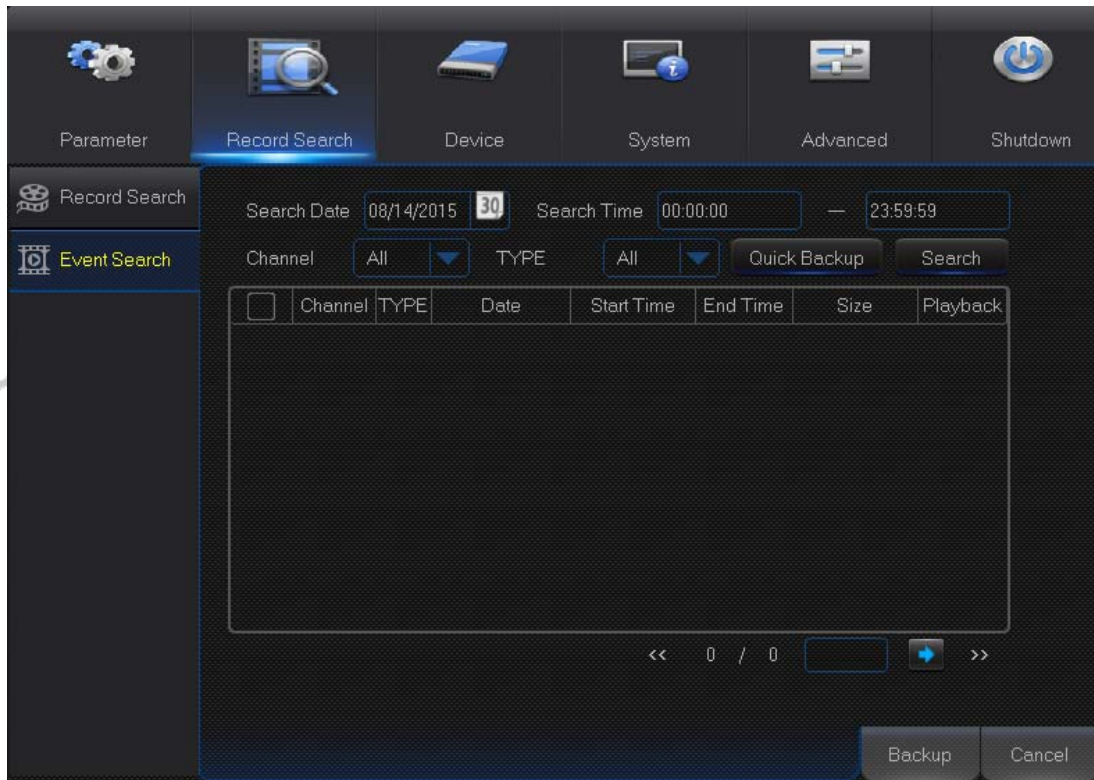 Parameter Record Search Device System Advanced Shutdown
Record Search
Event Search
Search Date 08/14/2015 30 Search Time 00:00:00 — 23:59:59
Channel All TYPE All Quick Backup Search
Channel TYPE Date Start Time End Time Size Playback
<< 0 / 0 >>
Backup Cancel